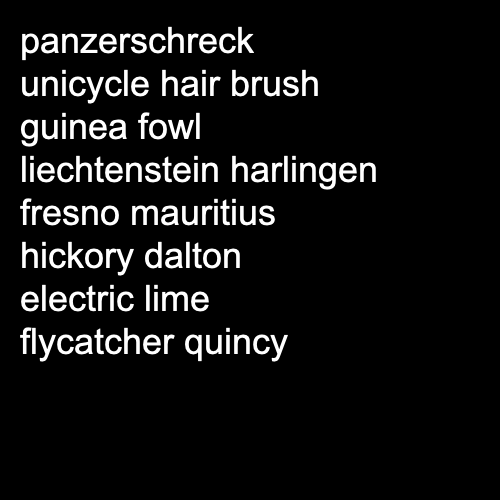 panzerschreck
unicycle hair brush
guinea fowl
liechtenstein harlingen
fresno mauritius
hickory dalton
electric lime
flycatcher quincy